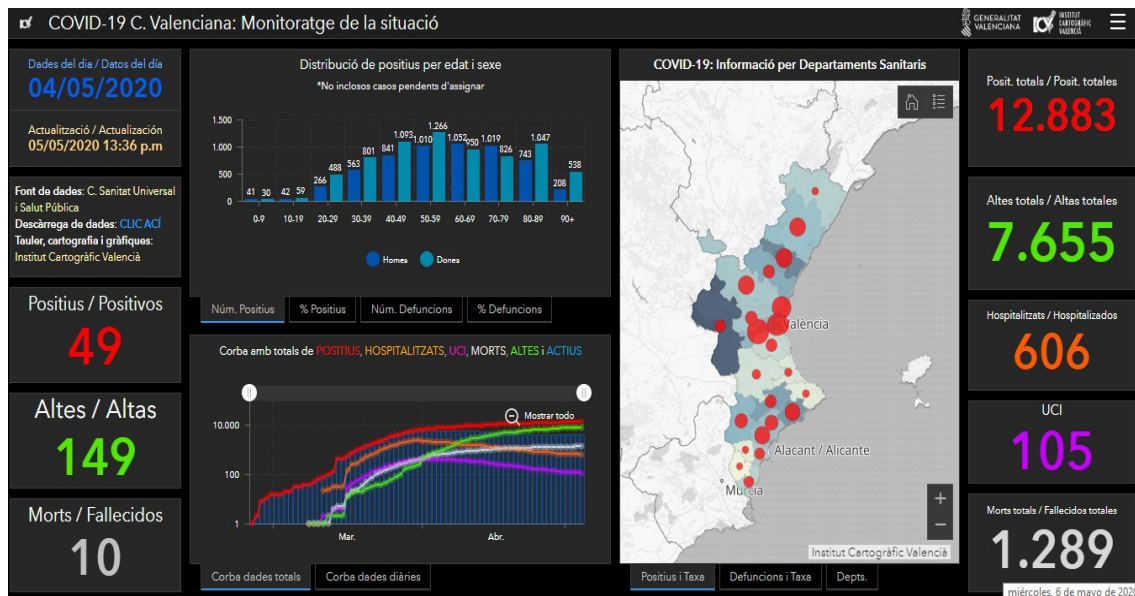 COVID-19 C. Valenciana: Monitoratge de la situació
GENERALITAT
VALENCIANA
INSTITUT
CARTOGRÀFIC
VALENCIÀ
Dades del dia / Datos del día
04/05/2020
Actualització / Actualización
05/05/2020 13:36 p.m
Font de dades: C. Sanitat Universal
i Salut Pública
Descàrrega de dades: CLIC ACÍ
Tauler, cartografia i gràfiques:
Institut Cartogràfic Valencià
Positius / Positivos
49
Altes / Altas
149
Morts / Fallecidos
10
Distribució de positius per edat i sexe
*No inclosos casos pendents d'assignar
1.500
1.000
500
0
41 30 42 59 266 488 563 801 841 1.093 1.010 1.266 1.052 950 1.019 826 743 1.047 208 538
0-9 10-19 20-29 30-39 40-49 50-59 60-69 70-79 80-89 90+
Homes Dones
Núm. Positius % Positius Núm. Defuncions % Defuncions
Corba amb totals de POSITIUS, HOSPITALITZATS, UCI, MORTS, ALTES i ACTIUS
Mostrar todo
10.000
100
1
Mar. Abr.
Corba dades totals Corba dades diàries
COVID-19: Informació per Departaments Sanitaris
València
Alacant / Alicante
Murcia
+
−
Institut Cartogràfic Valencià
Positius i Taxa Defuncions i Taxa Depts.
Posit. totals / Posit. totales
12.883
Altes totals / Altas totales
7.655
Hospitalitzats / Hospitalizados
606
UCI
105
Morts totals / Fallecidos totales
1.289
miércoles, 6 de mayo de 2020